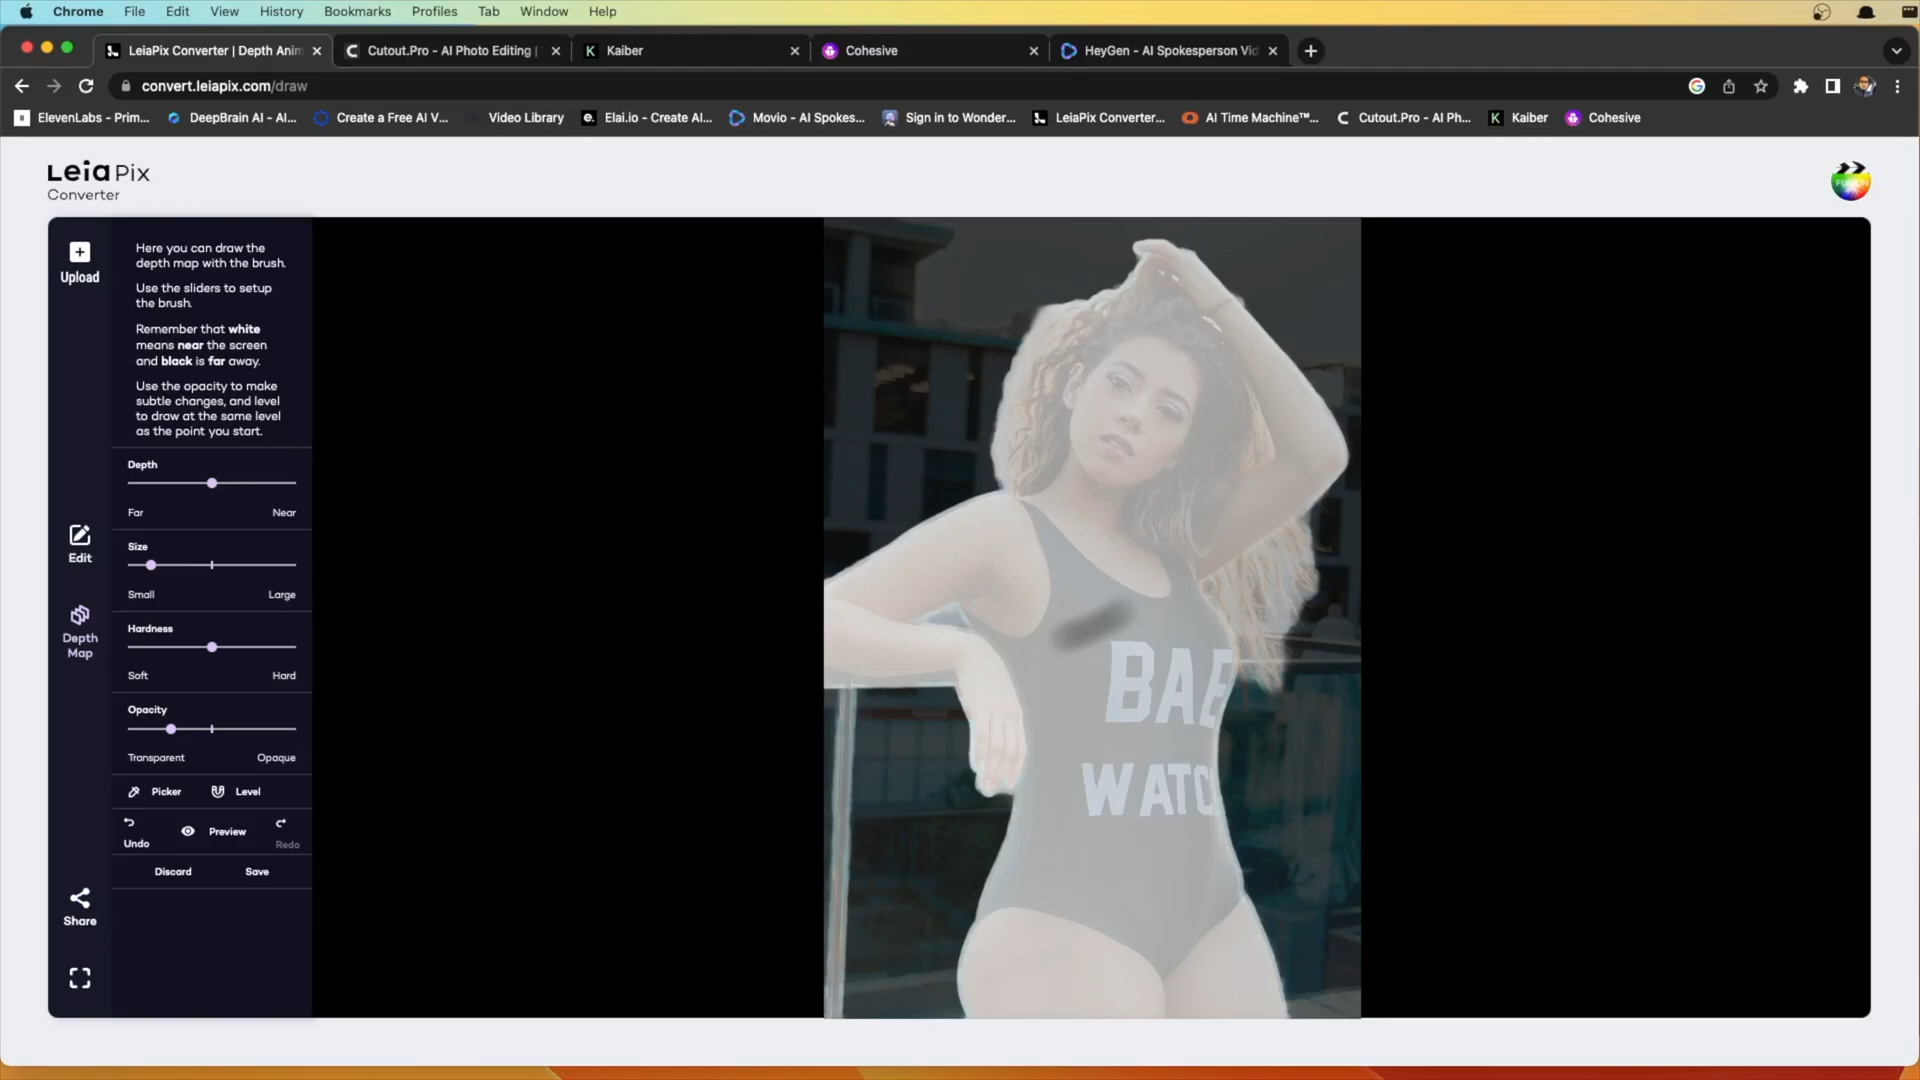 Chrome File Edit View History Bookmarks Profiles Tab Window Help
LeiaPix Converter | Depth Anim
Cutout.Pro - AI Photo Editing |
Kaiber
Cohesive
HeyGen - AI Spokesperson Vid
convert.leiapix.com/draw
ElevenLabs - Prim...
DeepBrain AI - AI...
Create a Free AI V...
Video Library
Elai.io - Create AI...
Movio - AI Spokes...
Sign in to Wonder...
LeiaPix Converter...
AI Time Machine™...
Cutout.Pro - AI Ph...
Kaiber
Cohesive
Leia Pix
Converter
FUSION
Upload
Here you can draw the
depth map with the brush.
Use the sliders to setup
the brush.
Remember that white
means near the screen
and black is far away.
Use the opacity to make
subtle changes, and level
to draw at the same level
as the point you start.
Depth
Far Near
Edit
Size
Small Large
Depth
Map
Hardness
Soft Hard
Opacity
Transparent Opaque
Picker Level
Undo Preview Redo
Discard Save
Share
BAE
WATC